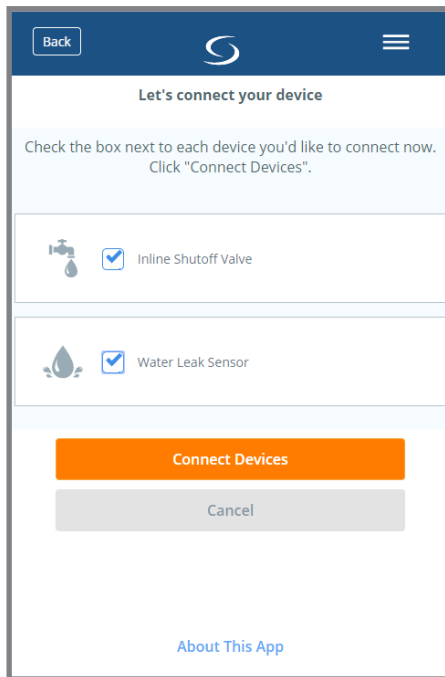 Back
Let's connect your device
Check the box next to each device you'd like to connect now.
Click "Connect Devices".
Inline Shutoff Valve
Water Leak Sensor
Connect Devices
Cancel
About This App